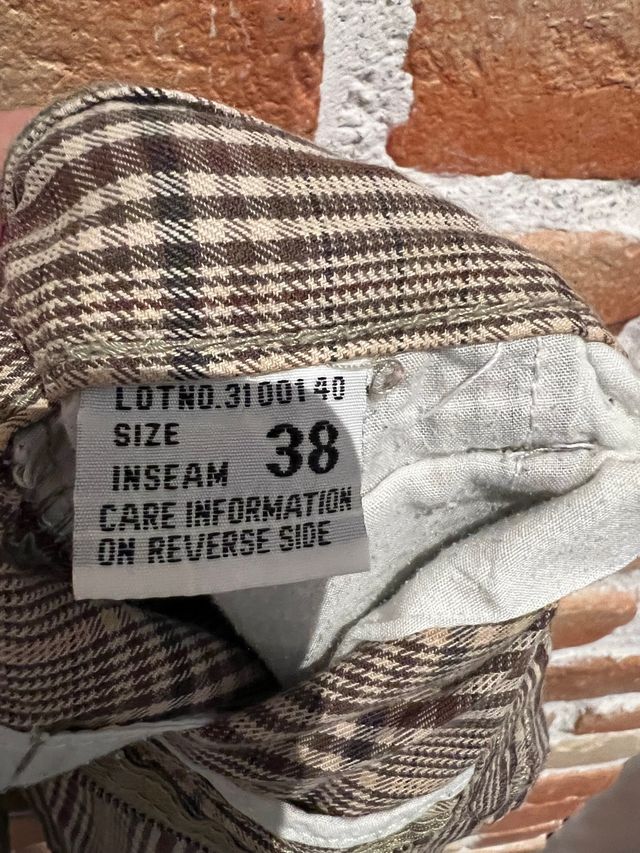 LOTNO.3100140
SIZE 38
INSEAM
CARE INFORMATION
ON REVERSE SIDE